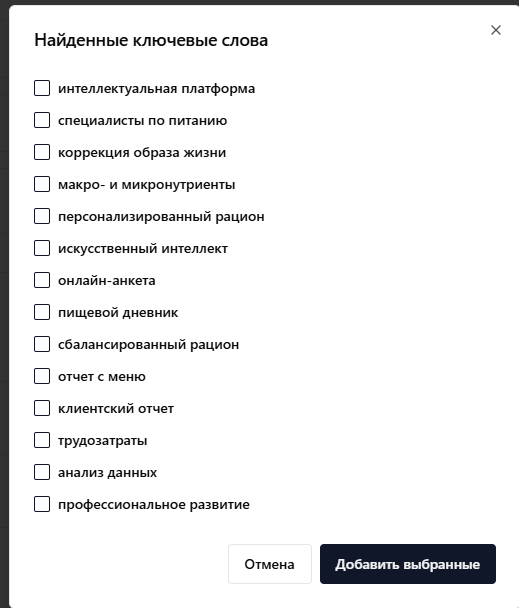 Найденные ключевые слова
интеллектуальная платформа
специалисты по питанию
коррекция образа жизни
макро- и микронутриенты
персонализированный рацион
искусственный интеллект
онлайн-анкета
пищевой дневник
сбалансированный рацион
отчет с меню
клиентский отчет
трудозатраты
анализ данных
профессиональное развитие
Отмена
Добавить выбранные